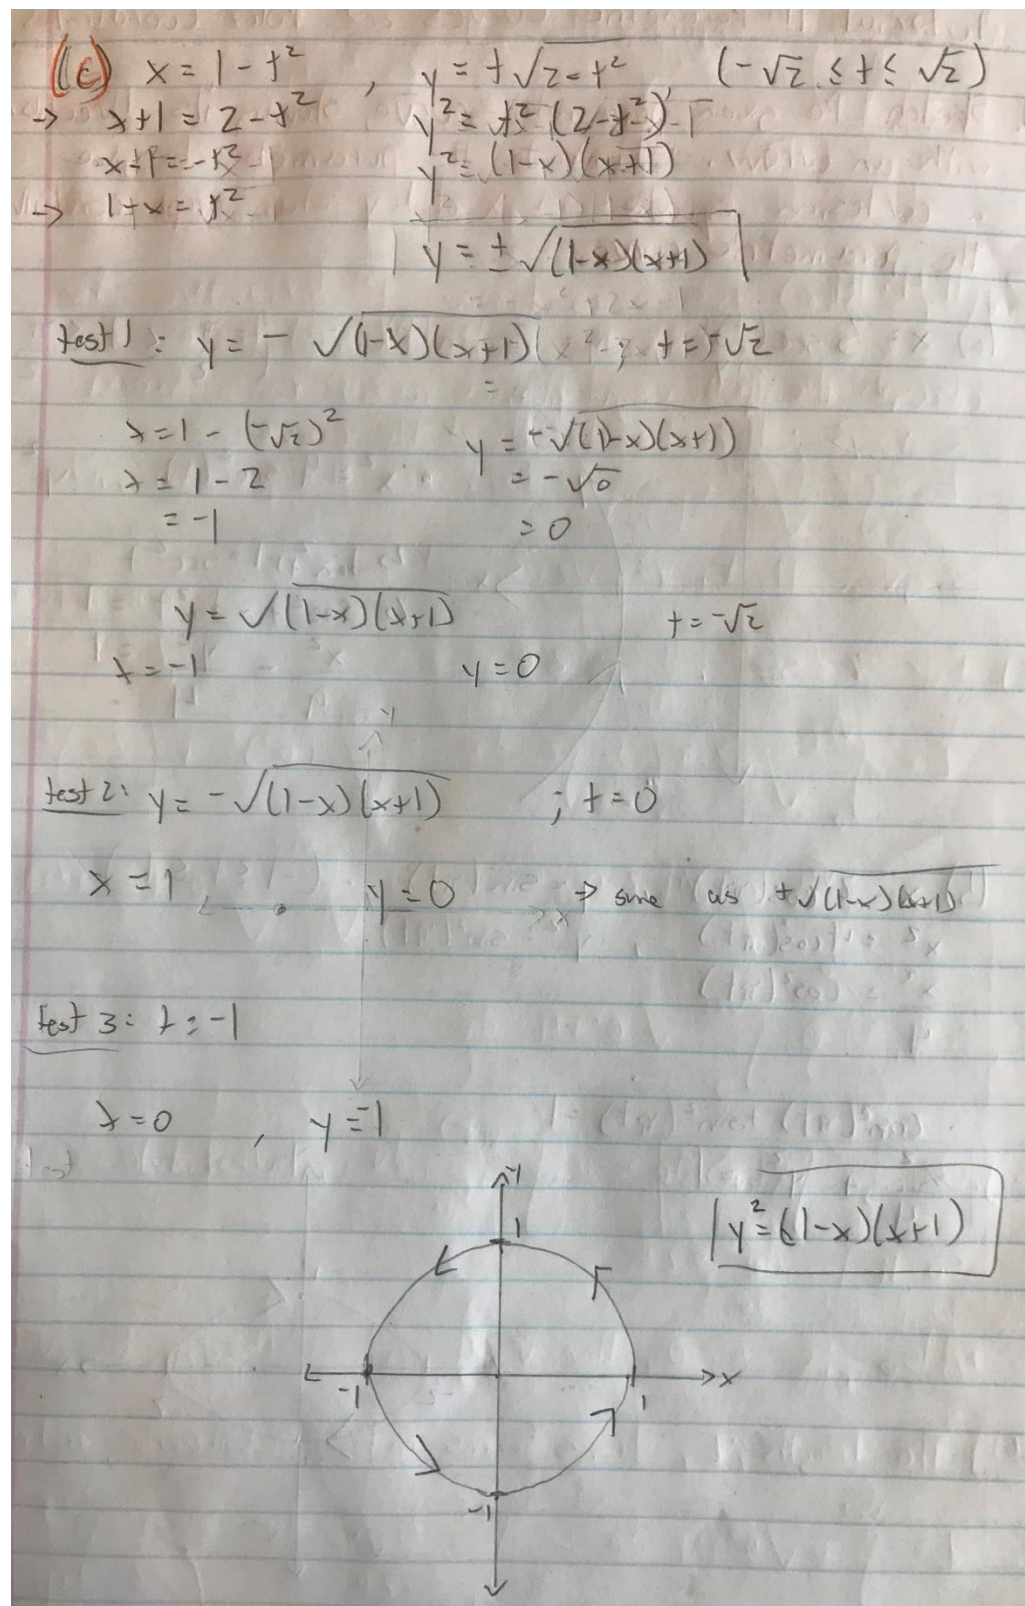 (c) x = 1 - t² , y = t√(2-t²) , (-√2 ≤ t ≤ √2)
→ x+1 = 2-t² y² = t²(2-t²)
y² = (1-x)(x+1)
→ 1-x = t²
y = ±√((1-x)(x+1))
test 1: y = -√((1-x)(x+1)) ; t = -√2
x = 1 - (-√2)² y = -√((1-x)(x+1))
x = 1 - 2 = -√0
= -1 = 0
y = √((1-x)(x+1)) t = -√2
x = -1 y = 0
test 2: y = -√((1-x)(x+1)) ; t = 0
x = 1, y = 0 → same as +√((1-x)(x+1))
test 3: t = -1
x = 0 , y = -1
y
1
y² = (1-x)(x+1)
-1 1 x
-1